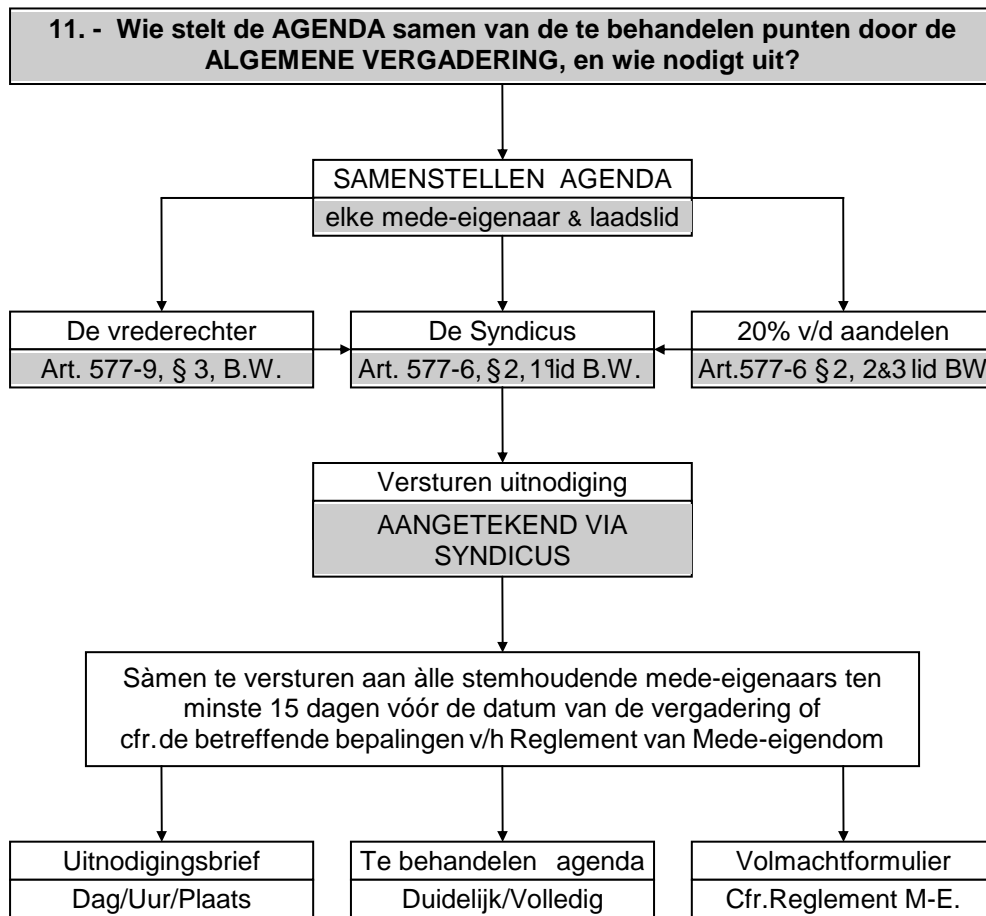 11. - Wie stelt de AGENDA samen van de te behandelen punten door de
ALGEMENE VERGADERING, en wie nodigt uit?
SAMENSTELLEN AGENDA
elke mede-eigenaar & laadslid
De vrederechter
Art. 577-9, § 3, B.W.
De Syndicus
Art. 577-6, §2, 1°lid B.W.
20% v/d aandelen
Art.577-6 §2, 2&3 lid BW
Versturen uitnodiging
AANGETEKEND VIA
SYNDICUS
Sàmen te versturen aan àlle stemhoudende mede-eigenaars ten
minste 15 dagen vóór de datum van de vergadering of
cfr.de betreffende bepalingen v/h Reglement van Mede-eigendom
Uitnodigingsbrief
Dag/Uur/Plaats
Te behandelen agenda
Duidelijk/Volledig
Volmachtformulier
Cfr.Reglement M-E.